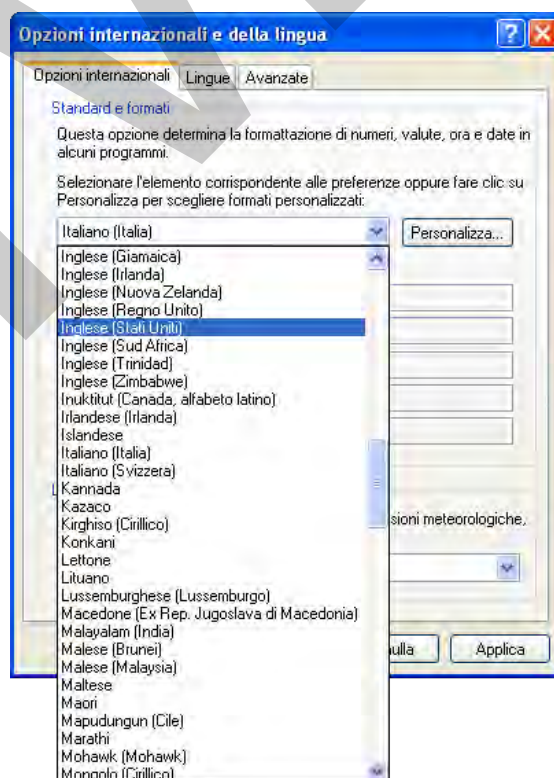 Opzioni internazionali e della lingua
Opzioni internazionali Lingue Avanzate
Standard e formati
Questa opzione determina la formattazione di numeri, valute, ora e date in
alcuni programmi.
Selezionare l'elemento corrispondente alle preferenze oppure fare clic su
Personalizza per scegliere formati personalizzati:
Italiano (Italia) Personalizza...
Inglese (Giamaica)
Inglese (Irlanda)
Inglese (Nuova Zelanda)
Inglese (Regno Unito)
Inglese (Stati Uniti)
Inglese (Sud Africa)
Inglese (Trinidad)
Inglese (Zimbabwe)
Inuktitut (Canada, alfabeto latino)
Irlandese (Irlanda)
Islandese
Italiano (Italia)
Italiano (Svizzera)
Kannada
Kazaco
Kirghiso (Cirillico)
sioni meteorologiche,
Konkani
Lettone
Lituano
Lussemburghese (Lussemburgo)
Macedone (Ex Rep. Jugoslava di Macedonia)
Malayalam (India)
Malese (Brunei)
ulla Applica
Malese (Malaysia)
Maltese
Maori
Mapudungun (Cile)
Marathi
Mohawk (Mohawk)
Mongolo (Cirillico)